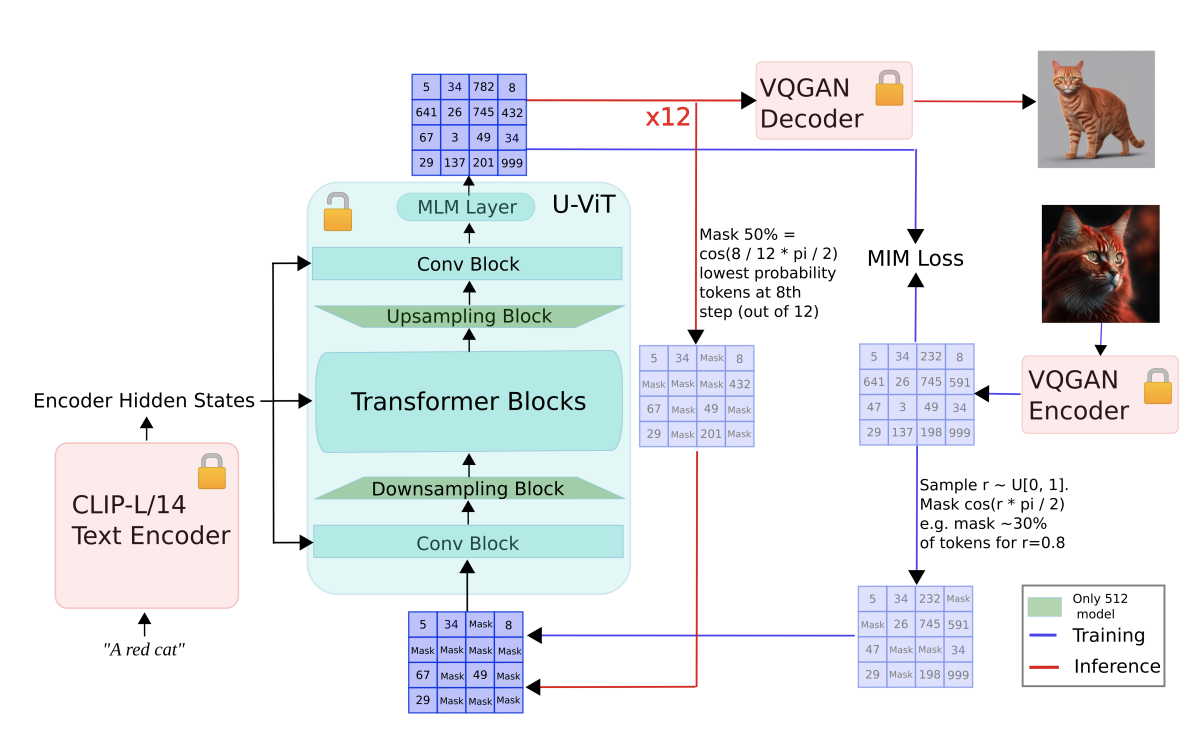 5 34 782 8
641 26 745 432
67 3 49 34
29 137 201 999
x12
VQGAN
Decoder
MLM Layer
U-ViT
Conv Block
Upsampling Block
Transformer Blocks
Downsampling Block
Conv Block
Mask 50% =
cos(8 / 12 * pi / 2)
lowest probability
tokens at 8th
step (out of 12)
MIM Loss
5 34 Mask 8
Mask Mask Mask 432
67 Mask 49 Mask
29 Mask 201 Mask
5 34 232 8
641 26 745 591
47 3 49 34
29 137 198 999
VQGAN
Encoder
Encoder Hidden States
CLIP-L/14
Text Encoder
"A red cat"
Sample r ~ U[0, 1].
Mask cos(r * pi / 2)
e.g. mask ~30%
of tokens for r=0.8
5 34 Mask 8
Mask Mask Mask Mask
67 Mask 49 Mask
29 Mask Mask Mask
5 34 232 Mask
Mask 26 745 591
47 Mask Mask 34
29 Mask 198 999
Only 512
model
Training
Inference